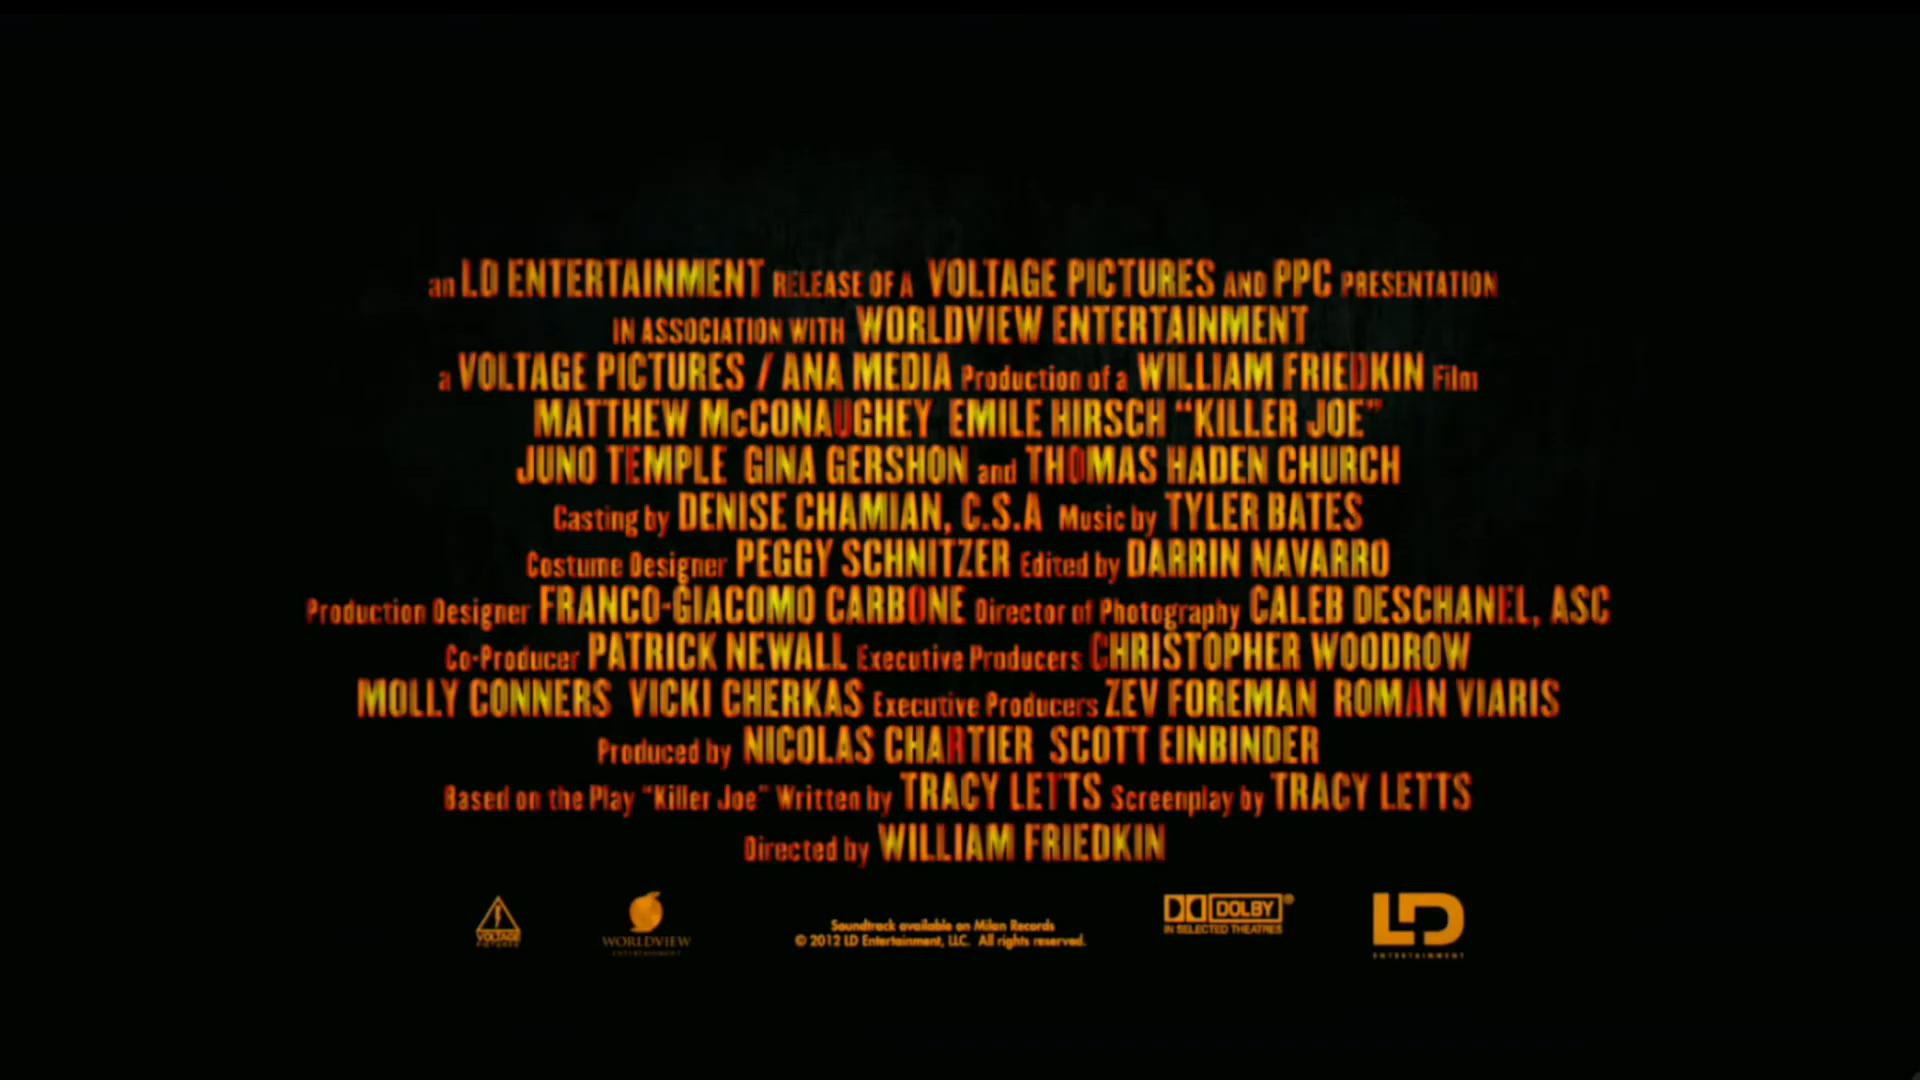 an LD ENTERTAINMENT RELEASE OF A VOLTAGE PICTURES AND PPC PRESENTATION
IN ASSOCIATION WITH WORLDVIEW ENTERTAINMENT
a VOLTAGE PICTURES / ANA MEDIA Production of a WILLIAM FRIEDKIN Film
MATTHEW McCONAUGHEY EMILE HIRSCH “KILLER JOE”
JUNO TEMPLE GINA GERSHON and THOMAS HADEN CHURCH
Casting by DENISE CHAMIAN, C.S.A Music by TYLER BATES
Costume Designer PEGGY SCHNITZER Edited by DARRIN NAVARRO
Production Designer FRANCO-GIACOMO CARBONE Director of Photography CALEB DESCHANEL, ASC
Co-Producer PATRICK NEWALL Executive Producers CHRISTOPHER WOODROW
MOLLY CONNERS VICKI CHERKAS Executive Producers ZEV FOREMAN ROMAN VIARIS
Produced by NICOLAS CHARTIER SCOTT EINBINDER
Based on the Play “Killer Joe” Written by TRACY LETTS Screenplay by TRACY LETTS
Directed by WILLIAM FRIEDKIN
VOLTAGE
PICTURES
WORLDVIEW
ENTERTAINMENT
Soundtrack available on Milan Records
© 2012 LD Entertainment, LLC. All rights reserved.
DOLBY
IN SELECTED THEATRES
LD
ENTERTAINMENT